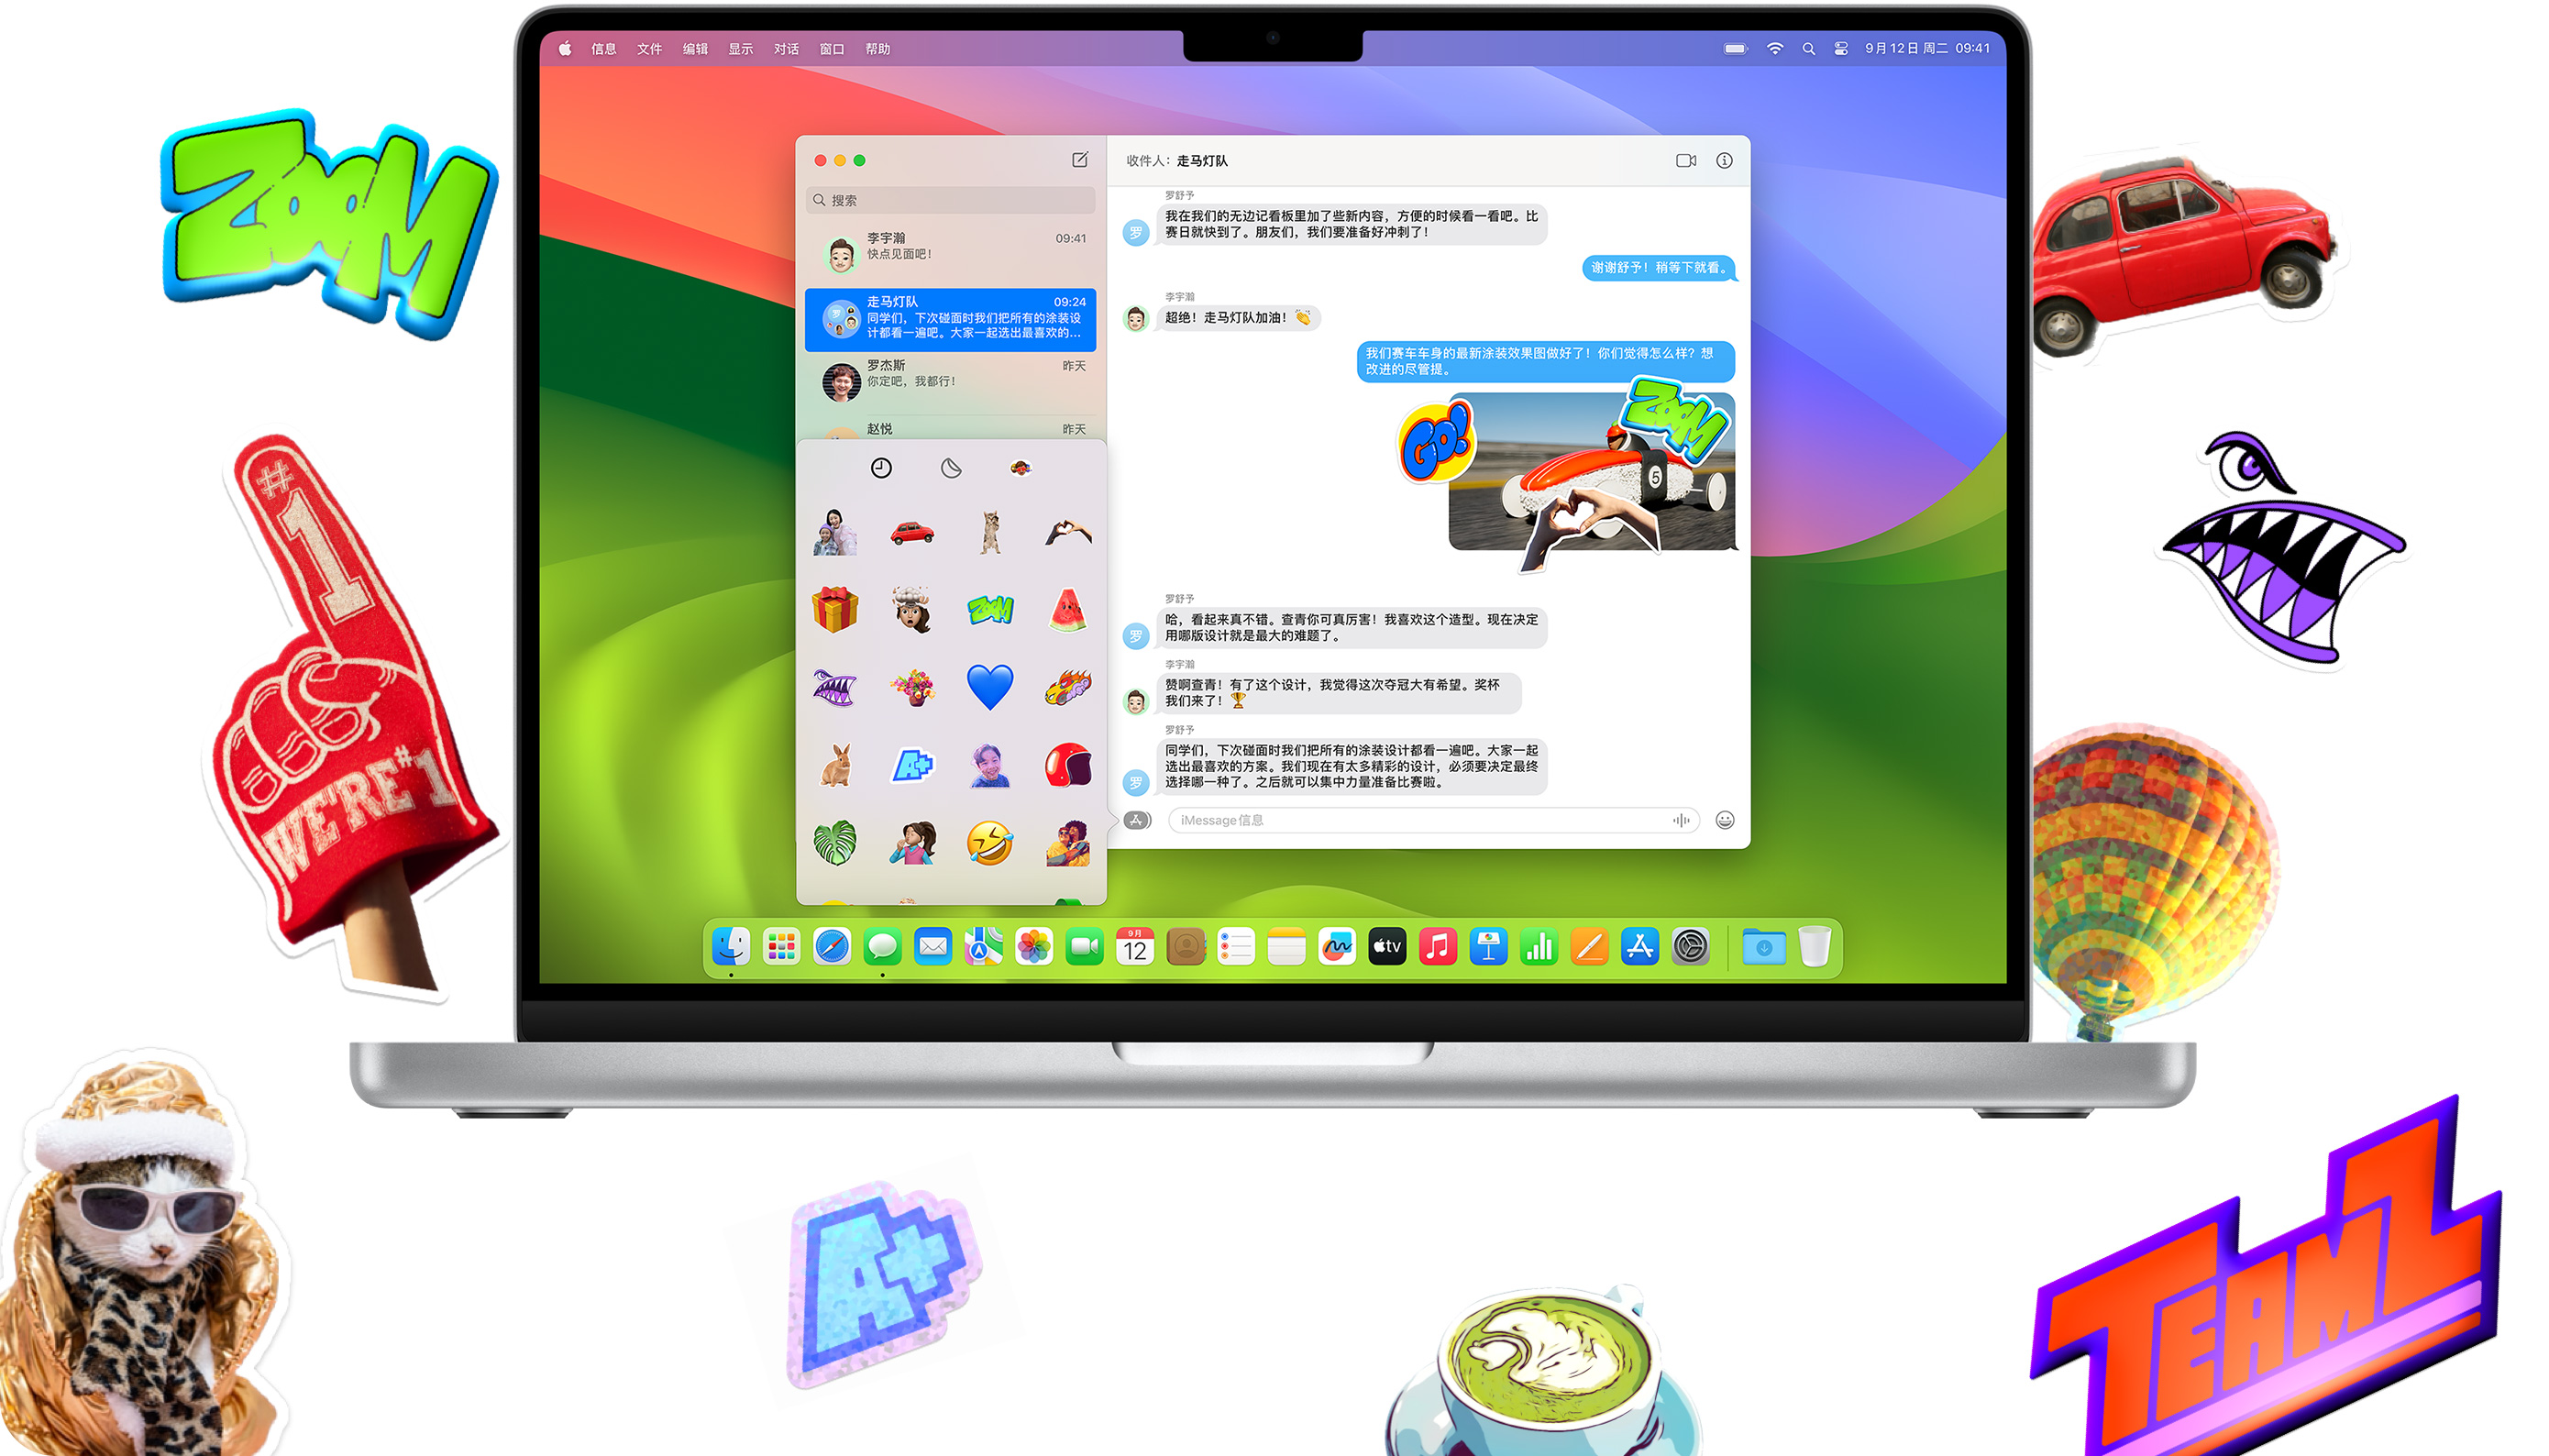 信息 文件 编辑 显示 对话 窗口 帮助
9月12日 周二 09:41
ZOOM
#1
WE'RE #1
搜索
李宇瀚 09:41
快点见面吧！
走马灯队 09:24
同学们，下次碰面时我们把所有的涂装设
计都看一遍吧。大家一起选出最喜欢的...
罗杰斯 昨天
你定吧，我都行！
赵悦 昨天
ZOOM
A+
收件人：走马灯队
罗舒予
我在我们的无边记看板里加了些新内容，方便的时候看一看吧。比
赛日就快到了。朋友们，我们要准备好冲刺了！
罗
谢谢舒予！稍等下就看。
李宇瀚
超绝！走马灯队加油！👏
我们赛车车身的最新涂装效果图做好了！你们觉得怎么样？想
改进的尽管提。
GO!
ZOOM
5
罗舒予
哈，看起来真不错。查青你可真厉害！我喜欢这个造型。现在决定
用哪版设计就是最大的难题了。
罗
李宇瀚
赞啊查青！有了这个设计，我觉得这次夺冠大有希望。奖杯
我们来了！🏆
罗舒予
同学们，下次碰面时我们把所有的涂装设计都看一遍吧。大家一起
选出最喜欢的方案。我们现在有太多精彩的设计，必须要决定最终
选择哪一种了。之后就可以集中力量准备比赛啦。
罗
iMessage信息
9月
12
tv
A+
TEAMZ